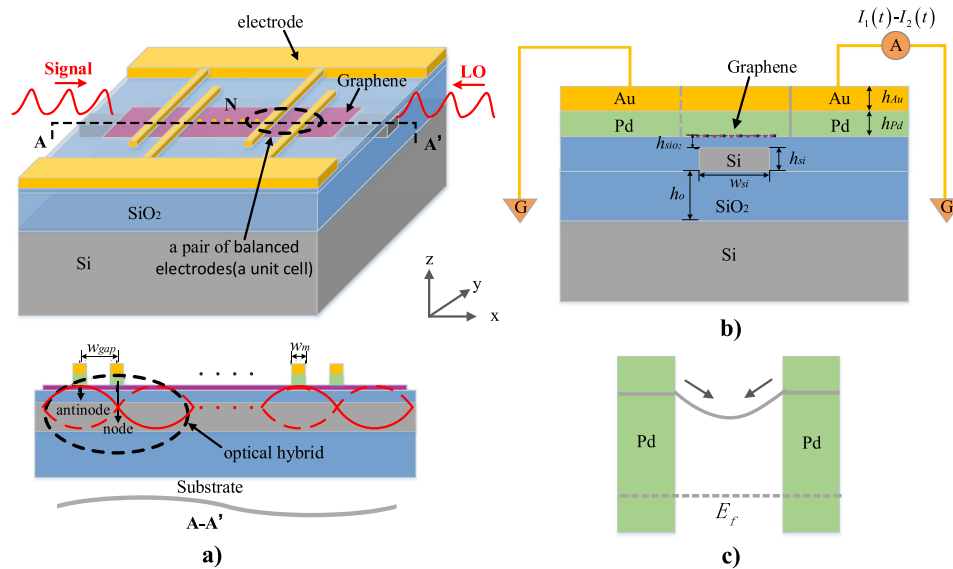 electrode
Signal
Graphene
LO
N
A
A'
SiO2
Si
a pair of balanced
electrodes(a unit cell)
z
y
x
wgap
wm
antinode
node
optical hybrid
Substrate
A-A'
a)
I1(t)-I2(t)
A
Graphene
Au
Au
hAu
Pd
Pd
hPd
hsio2
Si
hsi
wsi
ho
G
G
SiO2
Si
b)
Pd
Pd
Ef
c)